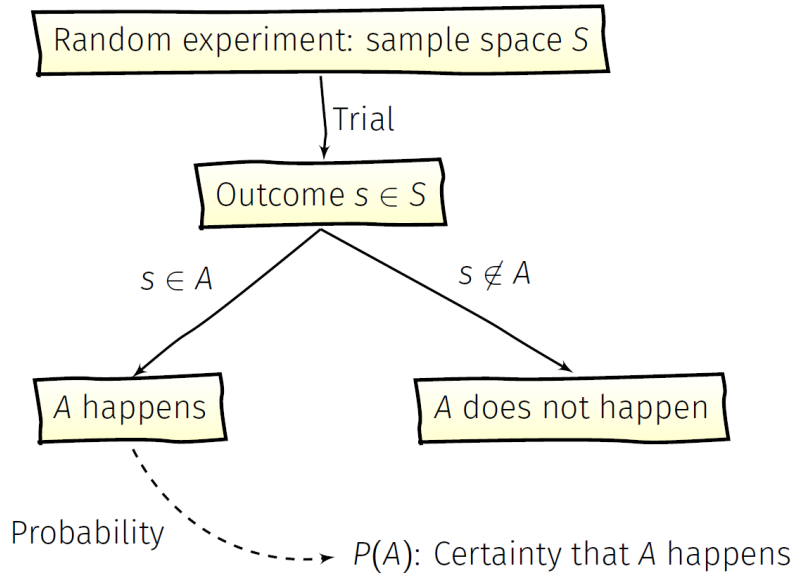 Random experiment: sample space S
Trial
Outcome s ∈ S
s ∈ A
s ∉ A
A happens
A does not happen
Probability
P(A): Certainty that A happens